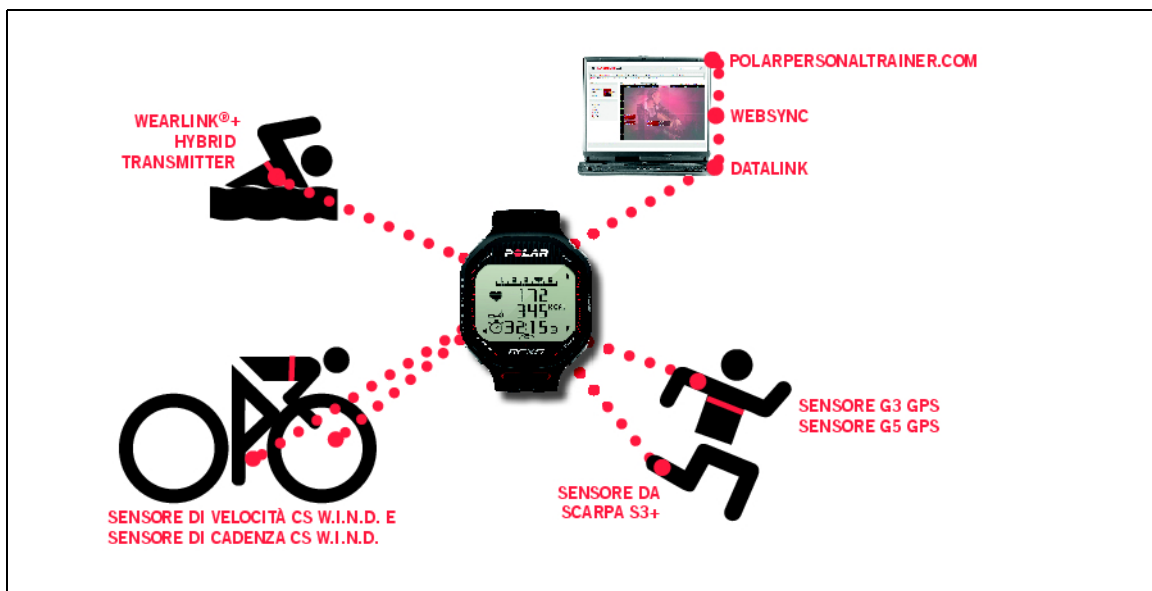 POLARPERSONALTRAINER.COM
WEBSYNC
DATALINK
WEARLINK®+
HYBRID
TRANSMITTER
POLAR
172
345 KCAL
32:15
SENSORE G3 GPS
SENSORE G5 GPS
SENSORE DA
SCARPA S3+
SENSORE DI VELOCITÀ CS W.I.N.D. E
SENSORE DI CADENZA CS W.I.N.D.